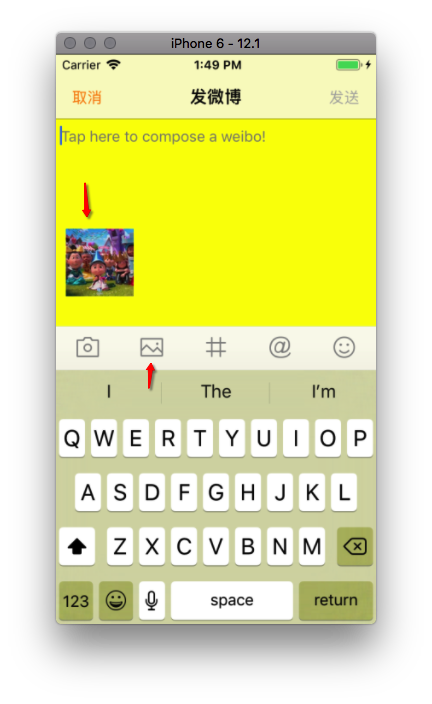 iPhone 6 - 12.1
Carrier 1:49 PM
取消 发微博 发送
Tap here to compose a weibo!
I The I'm
Q W E R T Y U I O P
A S D F G H J K L
Z X C V B N M
123 space return